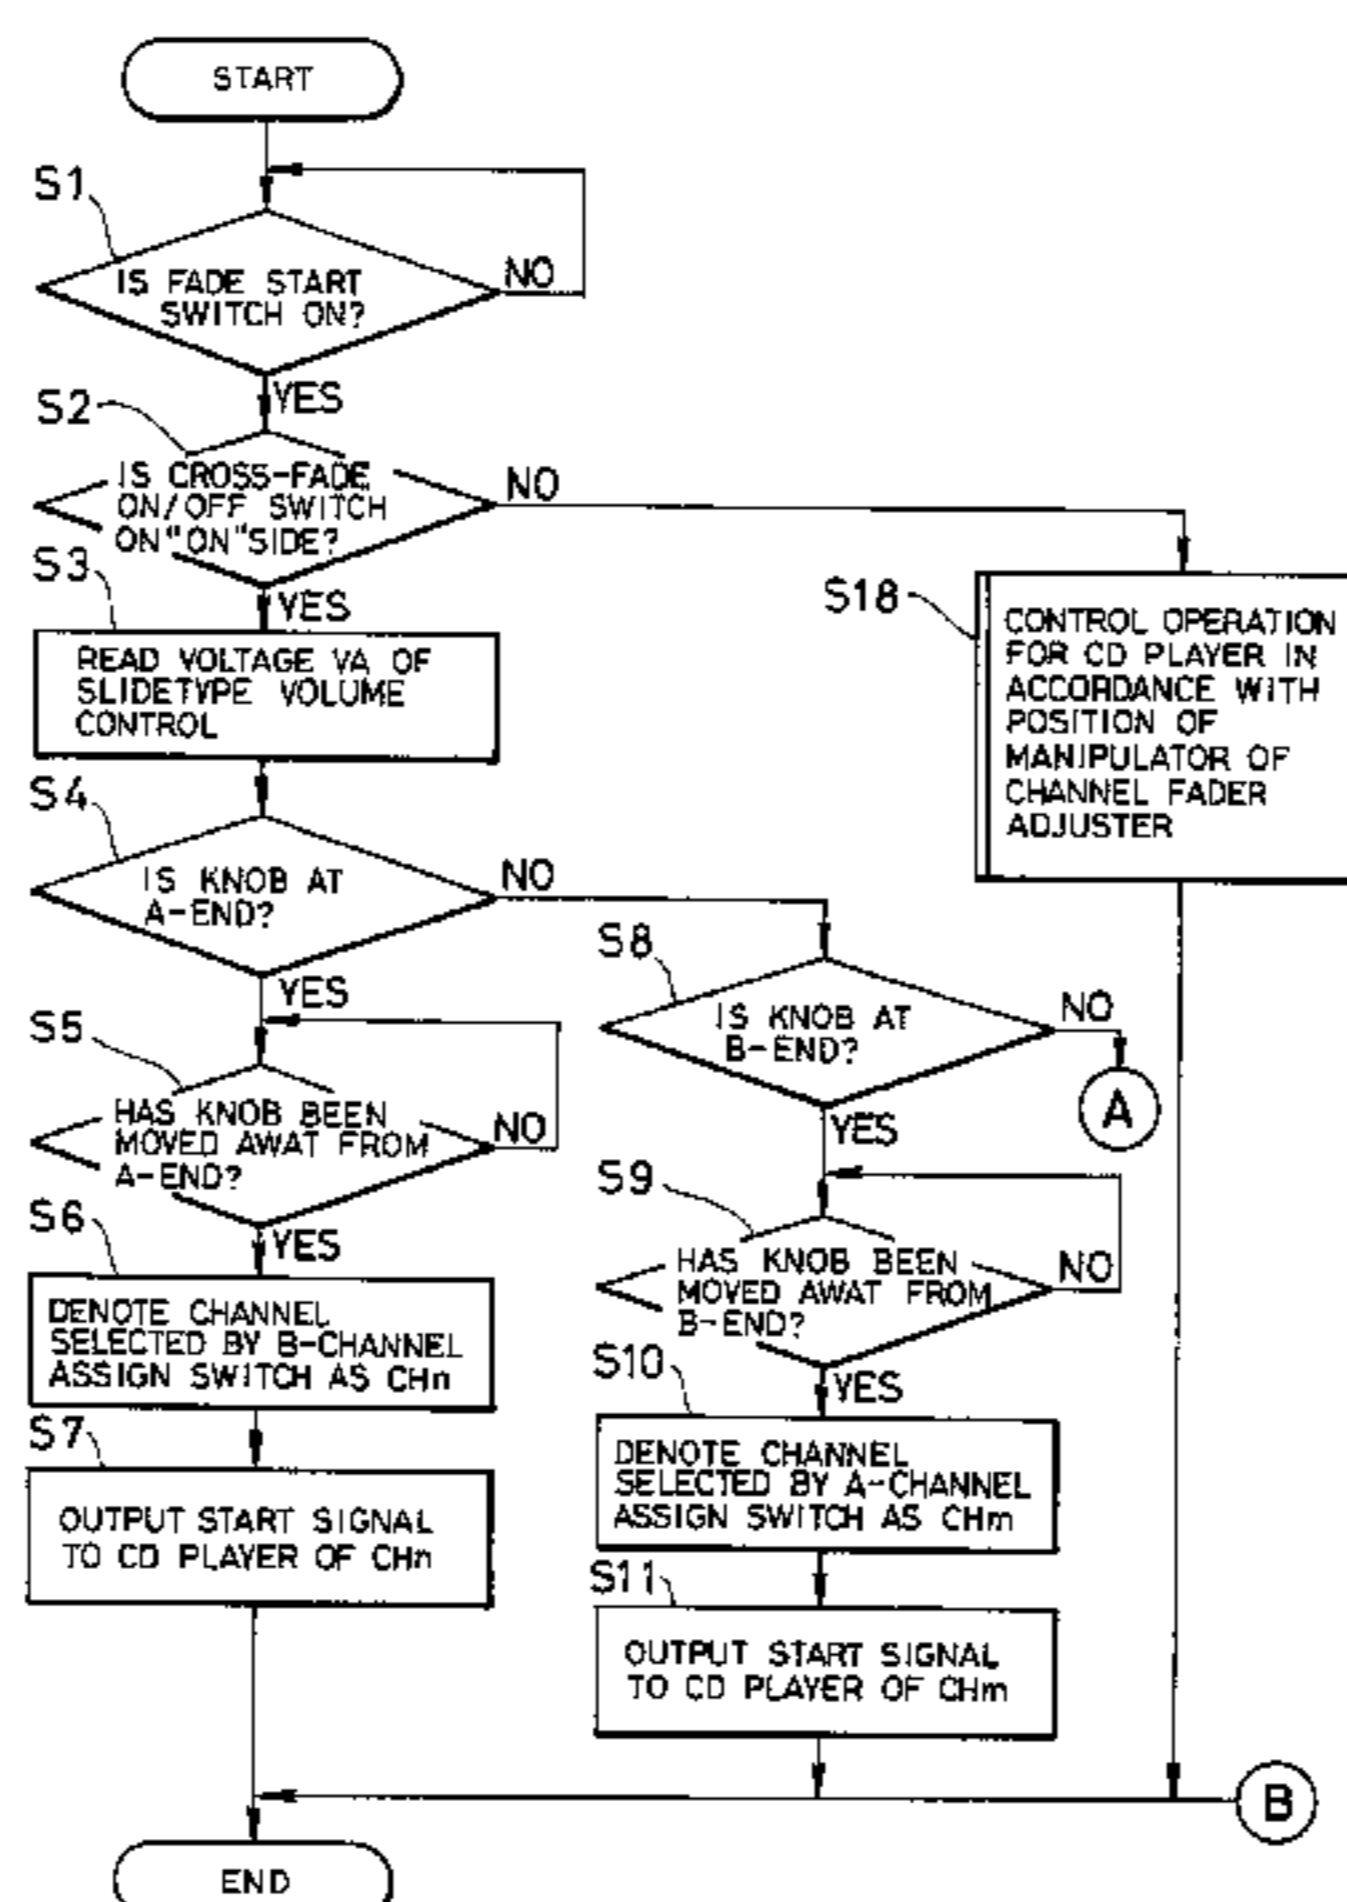 START
S1
IS FADE START
SWITCH ON?
NO
YES
S2
IS CROSS-FADE
ON/OFF SWITCH
ON "ON" SIDE?
NO
YES
S3
READ VOLTAGE VA OF
SLIDETYPE VOLUME
CONTROL
S18
CONTROL OPERATION
FOR CD PLAYER IN
ACCORDANCE WITH
POSITION OF
MANIPULATOR OF
CHANNEL FADER
ADJUSTER
S4
IS KNOB AT
A-END?
NO
YES
S8
IS KNOB AT
B-END?
NO
A
YES
S5
HAS KNOB BEEN
MOVED AWAT FROM
A-END?
NO
YES
S9
HAS KNOB BEEN
MOVED AWAT FROM
B-END?
NO
YES
S6
DENOTE CHANNEL
SELECTED BY B-CHANNEL
ASSIGN SWITCH AS CHn
S10
DENOTE CHANNEL
SELECTED BY A-CHANNEL
ASSIGN SWITCH AS CHm
S7
OUTPUT START SIGNAL
TO CD PLAYER OF CHn
S11
OUTPUT START SIGNAL
TO CD PLAYER OF CHm
B
END